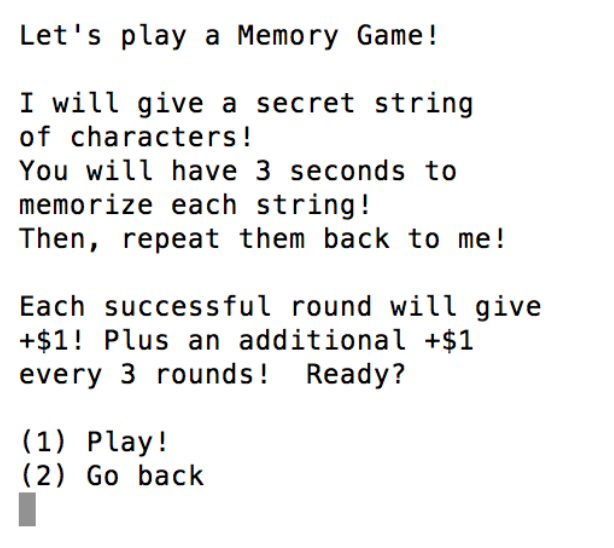 Let's play a Memory Game!
I will give a secret string
of characters!
You will have 3 seconds to
memorize each string!
Then, repeat them back to me!
Each successful round will give
+$1! Plus an additional +$1
every 3 rounds!  Ready?
(1) Play!
(2) Go back